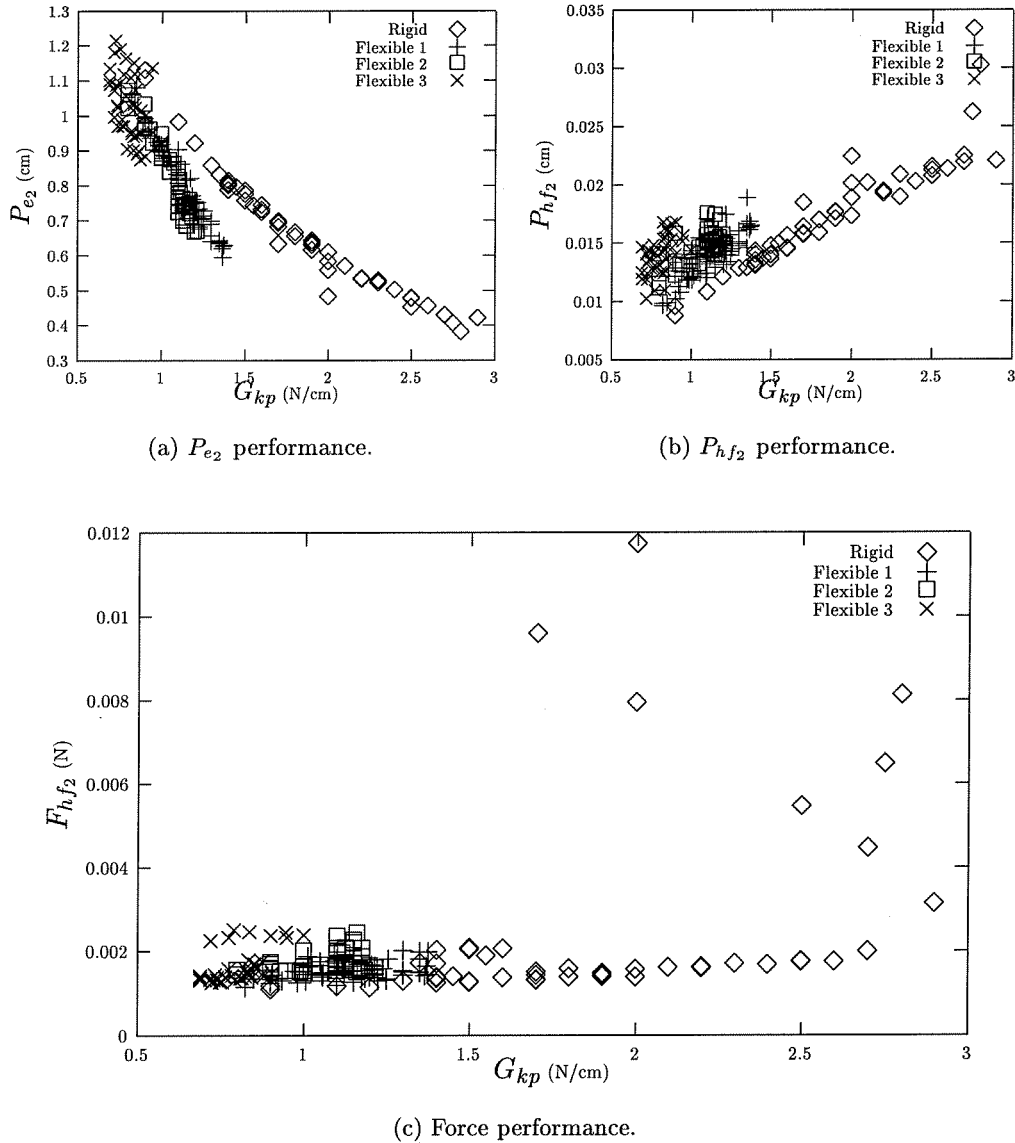 1.3
1.2
1.1
1
0.9
0.8
0.7
0.6
0.5
0.4
0.3
P_{e_2} (cm)
Rigid
Flexible 1
Flexible 2
Flexible 3
0.5 1 1.5 2 2.5 3
G_{kp} (N/cm)
(a) P_{e_2} performance.
0.035
0.03
0.025
0.02
0.015
0.01
0.005
P_{hf_2} (cm)
Rigid
Flexible 1
Flexible 2
Flexible 3
0.5 1 1.5 2 2.5 3
G_{kp} (N/cm)
(b) P_{hf_2} performance.
0.012
0.01
0.008
0.006
0.004
0.002
0
F_{hf_2} (N)
Rigid
Flexible 1
Flexible 2
Flexible 3
0.5 1 1.5 2 2.5 3
G_{kp} (N/cm)
(c) Force performance.